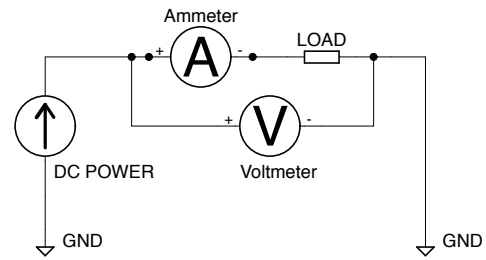 Ammeter
+ A -
LOAD
+ V -
DC POWER
Voltmeter
GND
GND